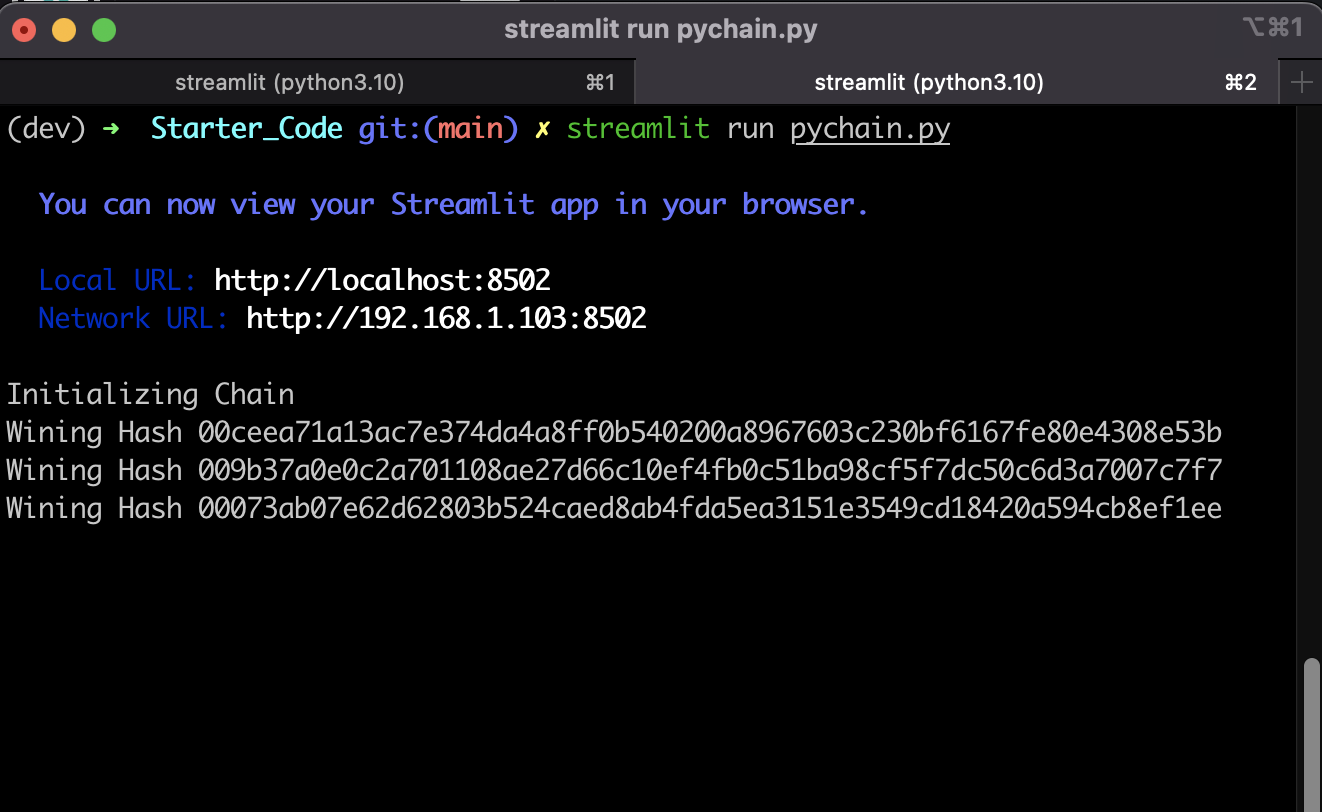 streamlit run pychain.py ⌥⌘1
streamlit (python3.10) ⌘1 streamlit (python3.10) ⌘2 +
(dev) → Starter_Code git:(main) ✗ streamlit run pychain.py
You can now view your Streamlit app in your browser.
Local URL: http://localhost:8502
Network URL: http://192.168.1.103:8502
Initializing Chain
Wining Hash 00ceea71a13ac7e374da4a8ff0b540200a8967603c230bf6167fe80e4308e53b
Wining Hash 009b37a0e0c2a701108ae27d66c10ef4fb0c51ba98cf5f7dc50c6d3a7007c7f7
Wining Hash 00073ab07e62d62803b524caed8ab4fda5ea3151e3549cd18420a594cb8ef1ee